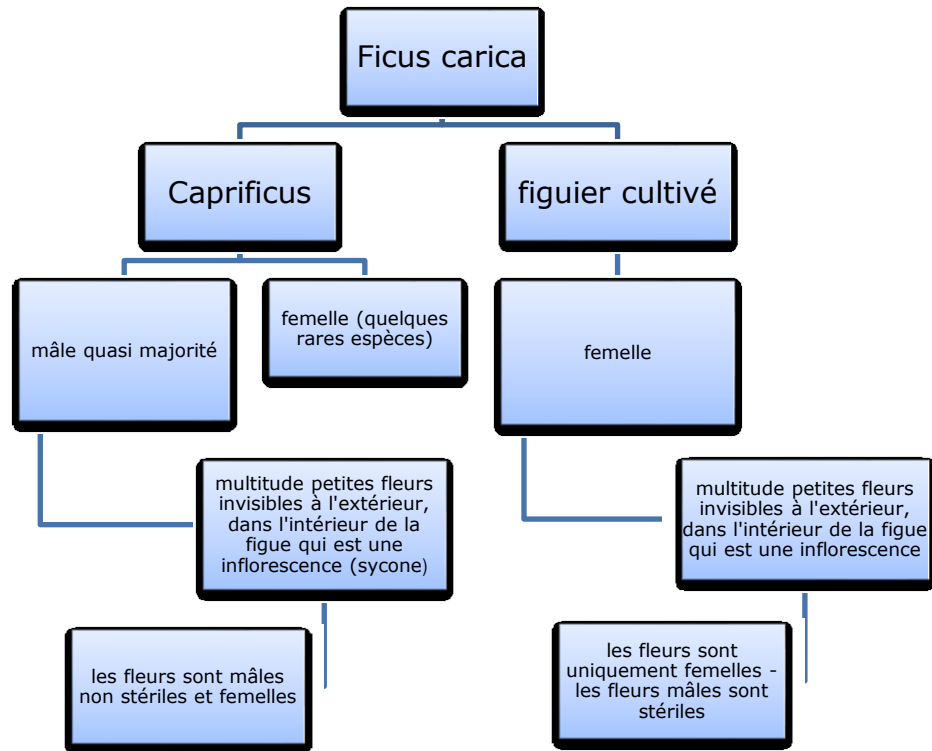 Ficus carica
Caprificus
figuier cultivé
mâle quasi majorité
femelle (quelques
rares espèces)
femelle
multitude petites fleurs
invisibles à l'extérieur,
dans l'intérieur de la
figue qui est une
inflorescence (sycone)
multitude petites fleurs
invisibles à l'extérieur,
dans l'intérieur de la figue
qui est une inflorescence
les fleurs sont mâles
non stériles et femelles
les fleurs sont
uniquement femelles -
les fleurs mâles sont
stériles